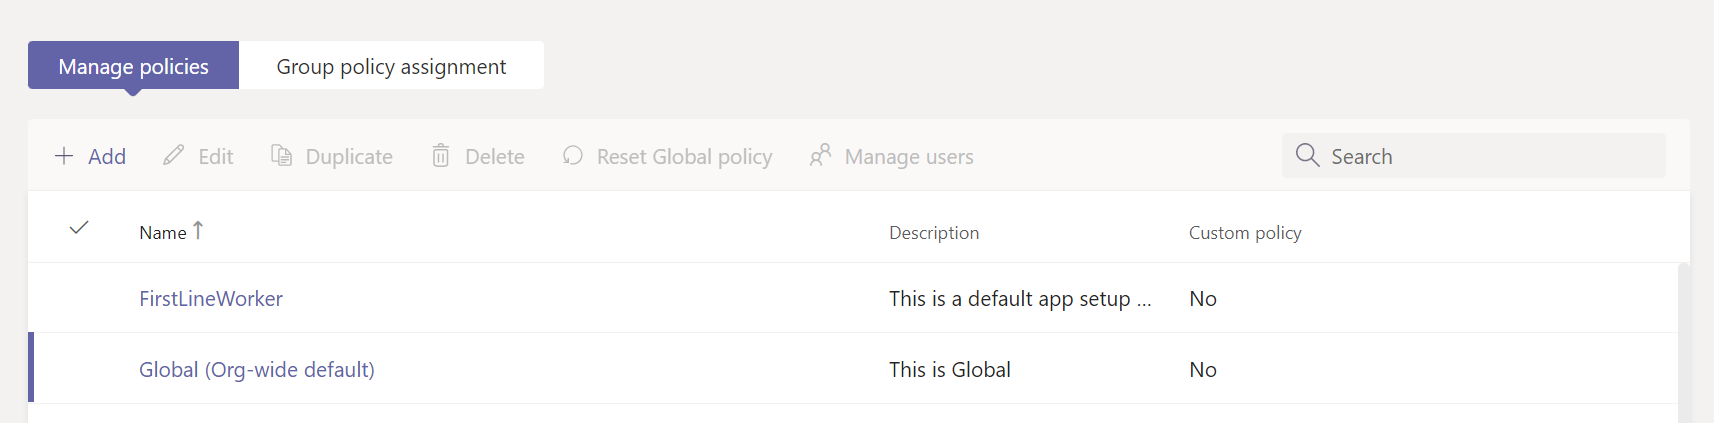 Manage policies Group policy assignment
Add Edit Duplicate Delete Reset Global policy Manage users Search
Name Description Custom policy
FirstLineWorker This is a default app setup ... No
Global (Org-wide default) This is Global No